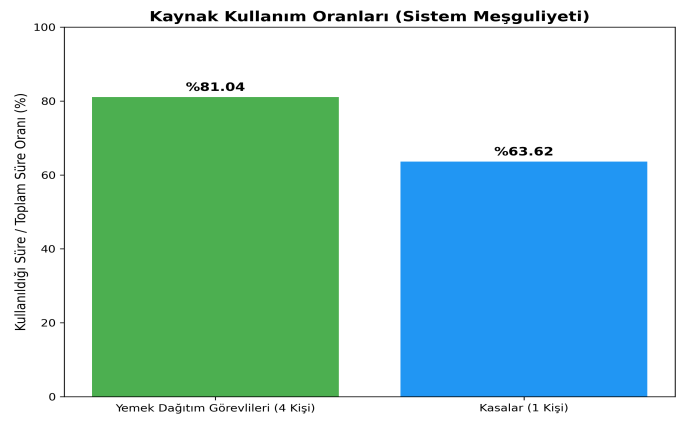 Kaynak Kullanım Oranları (Sistem Meşguliyeti)
Kullanıldığı Süre / Toplam Süre Oranı (%)
100
80
60
40
20
0
%81.04
%63.62
Yemek Dağıtım Görevlileri (4 Kişi)
Kasalar (1 Kişi)